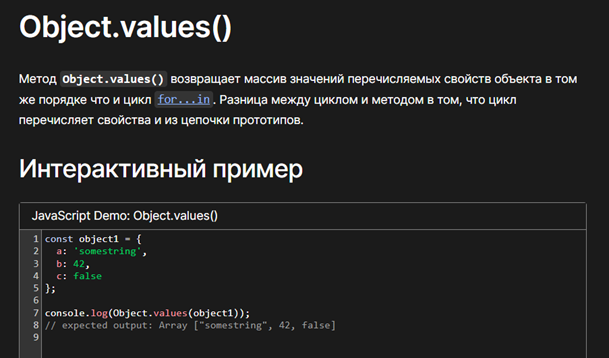 Object.values()
Метод Object.values() возвращает массив значений перечисляемых свойств объекта в том
же порядке что и цикл for...in. Разница между циклом и методом в том, что цикл
перечисляет свойства и из цепочки прототипов.
Интерактивный пример
JavaScript Demo: Object.values()
1 const object1 = {
2   a: 'somestring',
3   b: 42,
4   c: false
5 };
6
7 console.log(Object.values(object1));
8 // expected output: Array ["somestring", 42, false]
9